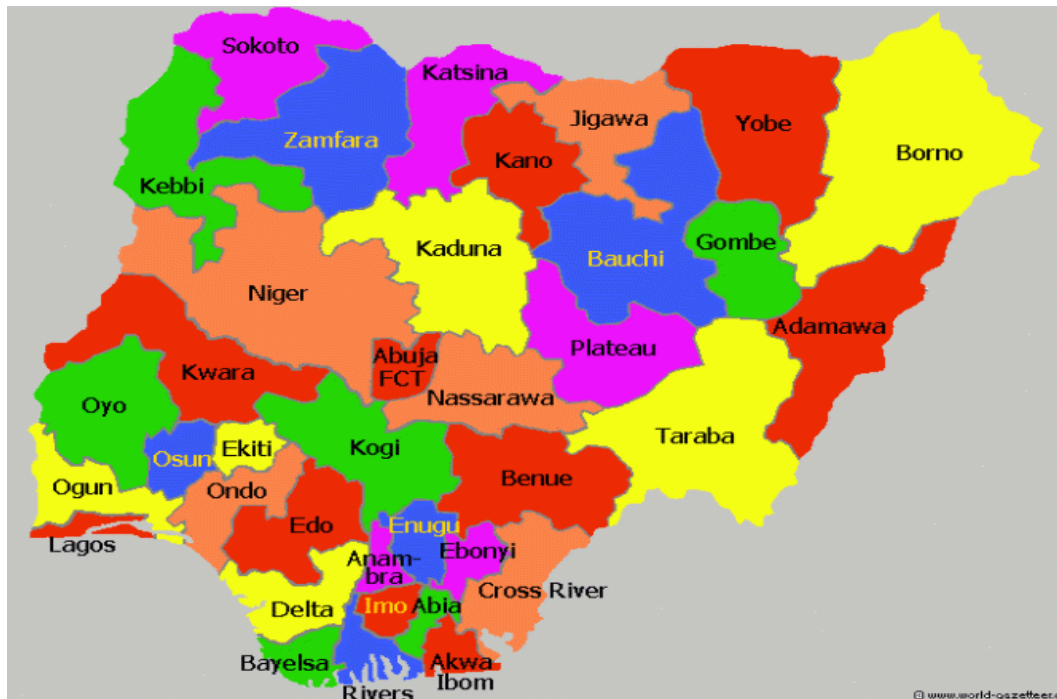 Sokoto
Katsina
Zamfara
Jigawa
Yobe
Kano
Borno
Kebbi
Kaduna
Gombe
Bauchi
Niger
Adamawa
Plateau
Abuja
FCT
Kwara
Nassarawa
Oyo
Taraba
Ekiti
Kogi
Osun
Benue
Ogun
Ondo
Edo
Enugu
Lagos
Ebonyi
Anam-
bra
Cross River
Delta
Imo
Abia
Bayelsa
Akwa
Ibom
Rivers
© www.world-gazetteer.c